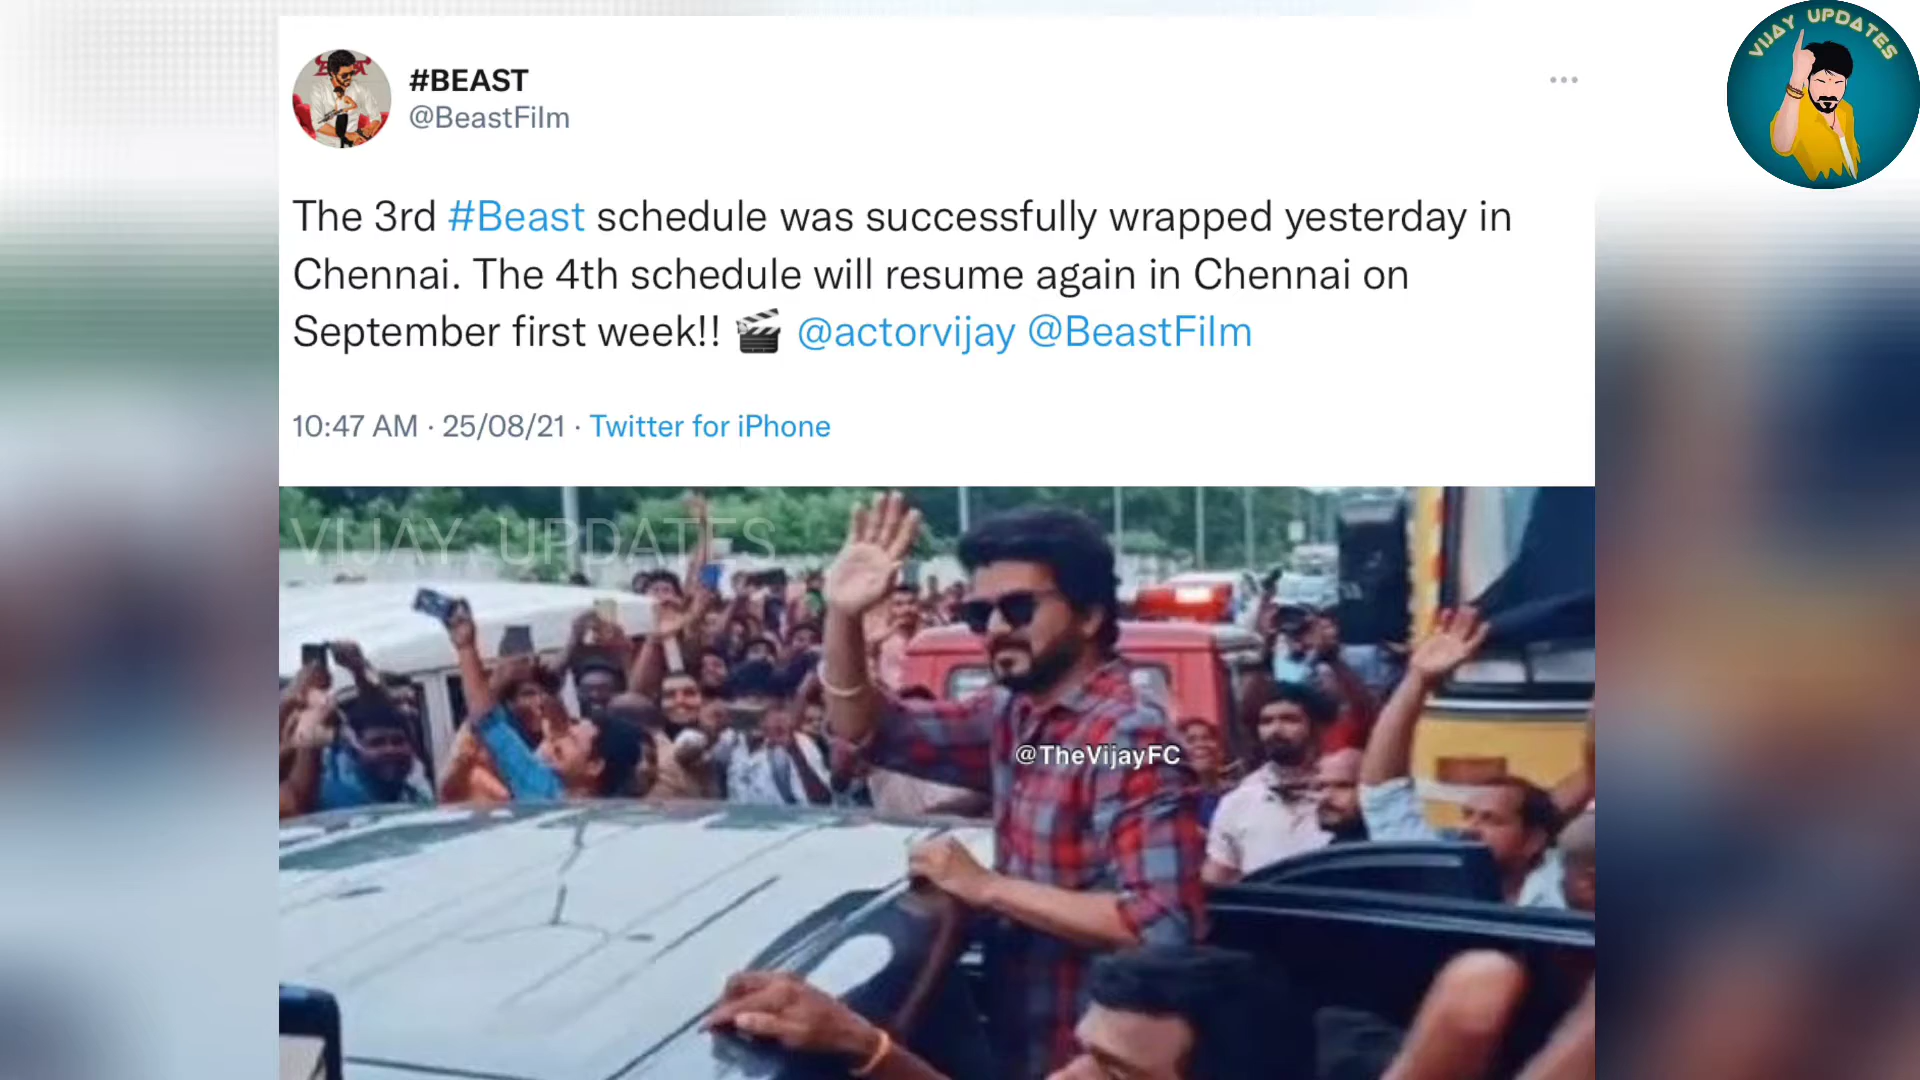 VIJAY UPDATES
#BEAST
@BeastFilm
The 3rd #Beast schedule was successfully wrapped yesterday in
Chennai. The 4th schedule will resume again in Chennai on
September first week!! 🎬 @actorvijay @BeastFilm
10:47 AM · 25/08/21 · Twitter for iPhone
VIJAY UPDATES
@TheVijayFC